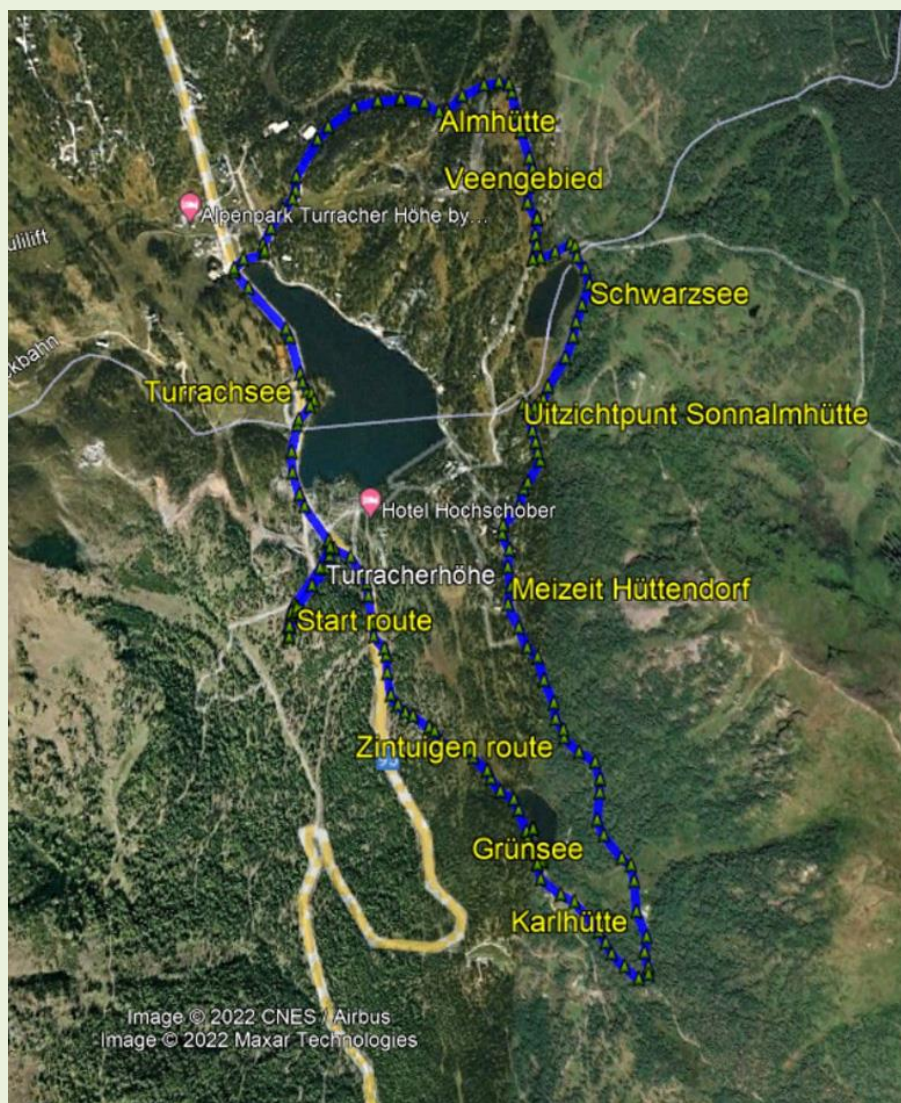 Almhütte
Veengebied
Alpenpark Turracher Höhe by…
Schwarzsee
Turrachsee
Uitzichtpunt Sonnalmhütte
Hotel Hochschober
Turracherhöhe
Meizeit Hüttendorf
Start route
Zintuigen route
95
Grünsee
Karlhütte
Image © 2022 CNES / Airbus
Image © 2022 Maxar Technologies